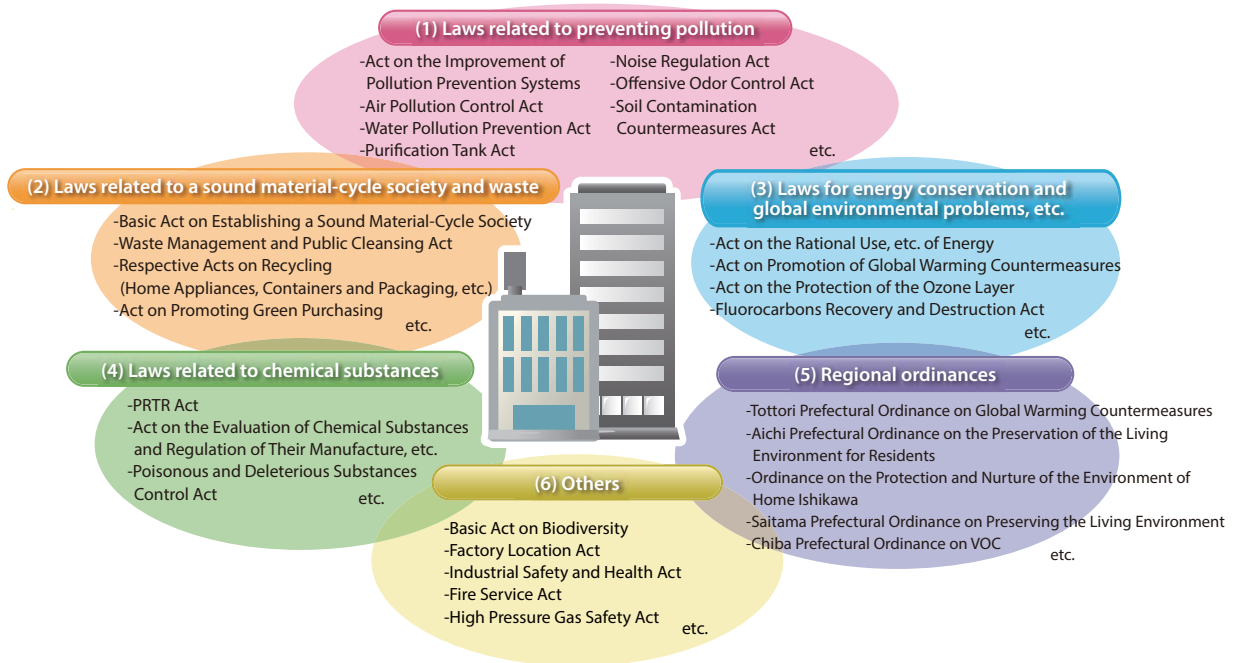 (1) Laws related to preventing pollution
-Act on the Improvement of
Pollution Prevention Systems
-Air Pollution Control Act
-Water Pollution Prevention Act
-Purification Tank Act
-Noise Regulation Act
-Offensive Odor Control Act
-Soil Contamination
Countermeasures Act
etc.
(2) Laws related to a sound material-cycle society and waste
-Basic Act on Establishing a Sound Material-Cycle Society
-Waste Management and Public Cleansing Act
-Respective Acts on Recycling
(Home Appliances, Containers and Packaging, etc.)
-Act on Promoting Green Purchasing
etc.
(3) Laws for energy conservation and
global environmental problems, etc.
-Act on the Rational Use, etc. of Energy
-Act on Promotion of Global Warming Countermeasures
-Act on the Protection of the Ozone Layer
-Fluorocarbons Recovery and Destruction Act
etc.
(4) Laws related to chemical substances
-PRTR Act
-Act on the Evaluation of Chemical Substances
and Regulation of Their Manufacture, etc.
-Poisonous and Deleterious Substances
Control Act
etc.
(5) Regional ordinances
-Tottori Prefectural Ordinance on Global Warming Countermeasures
-Aichi Prefectural Ordinance on the Preservation of the Living
Environment for Residents
-Ordinance on the Protection and Nurture of the Environment of
Home Ishikawa
-Saitama Prefectural Ordinance on Preserving the Living Environment
-Chiba Prefectural Ordinance on VOC
etc.
(6) Others
-Basic Act on Biodiversity
-Factory Location Act
-Industrial Safety and Health Act
-Fire Service Act
-High Pressure Gas Safety Act
etc.